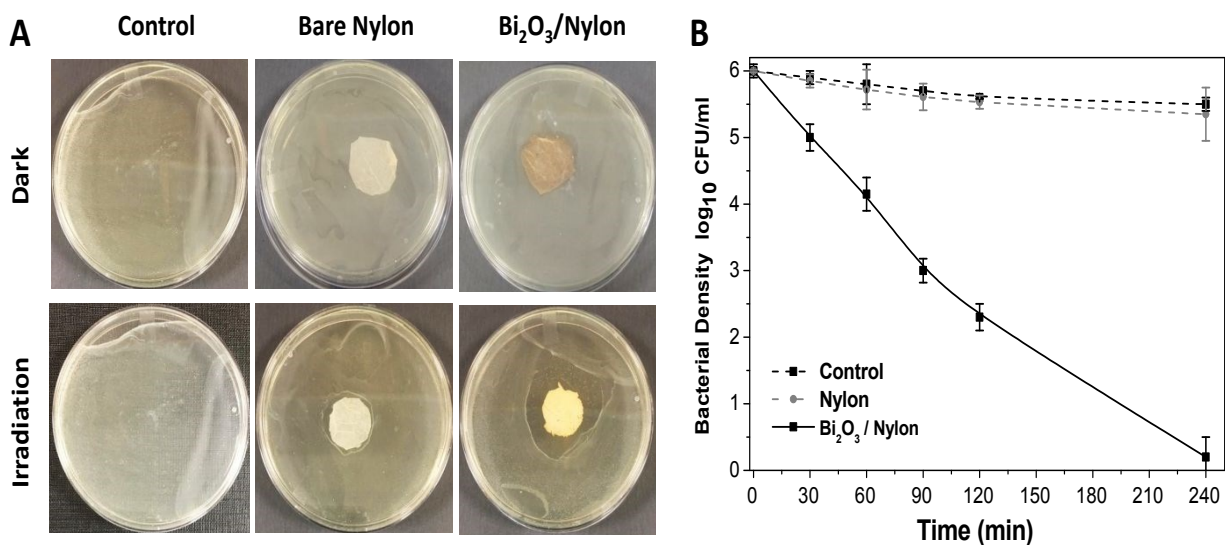 A
Control
Bare Nylon
Bi₂O₃/Nylon
Dark
Irradiation
B
Bacterial Density log₁₀ CFU/ml
6
5
4
3
2
1
0
Control
Nylon
Bi₂O₃ / Nylon
0 30 60 90 120 150 180 210 240
Time (min)